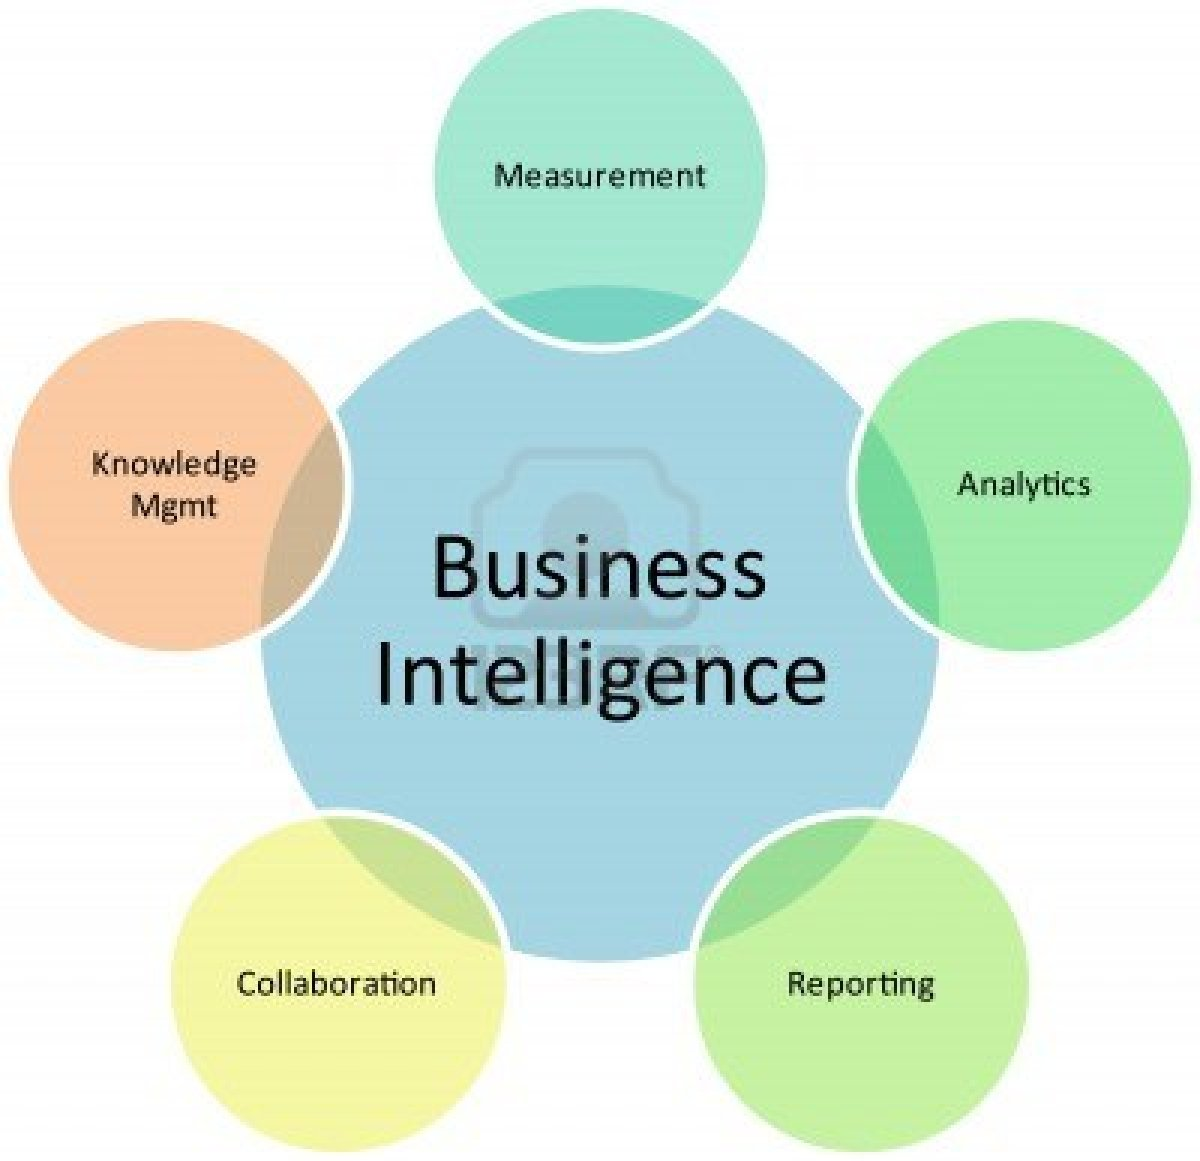 Measurement
Knowledge
Mgmt
Analytics
Business
Intelligence
Collaboration
Reporting